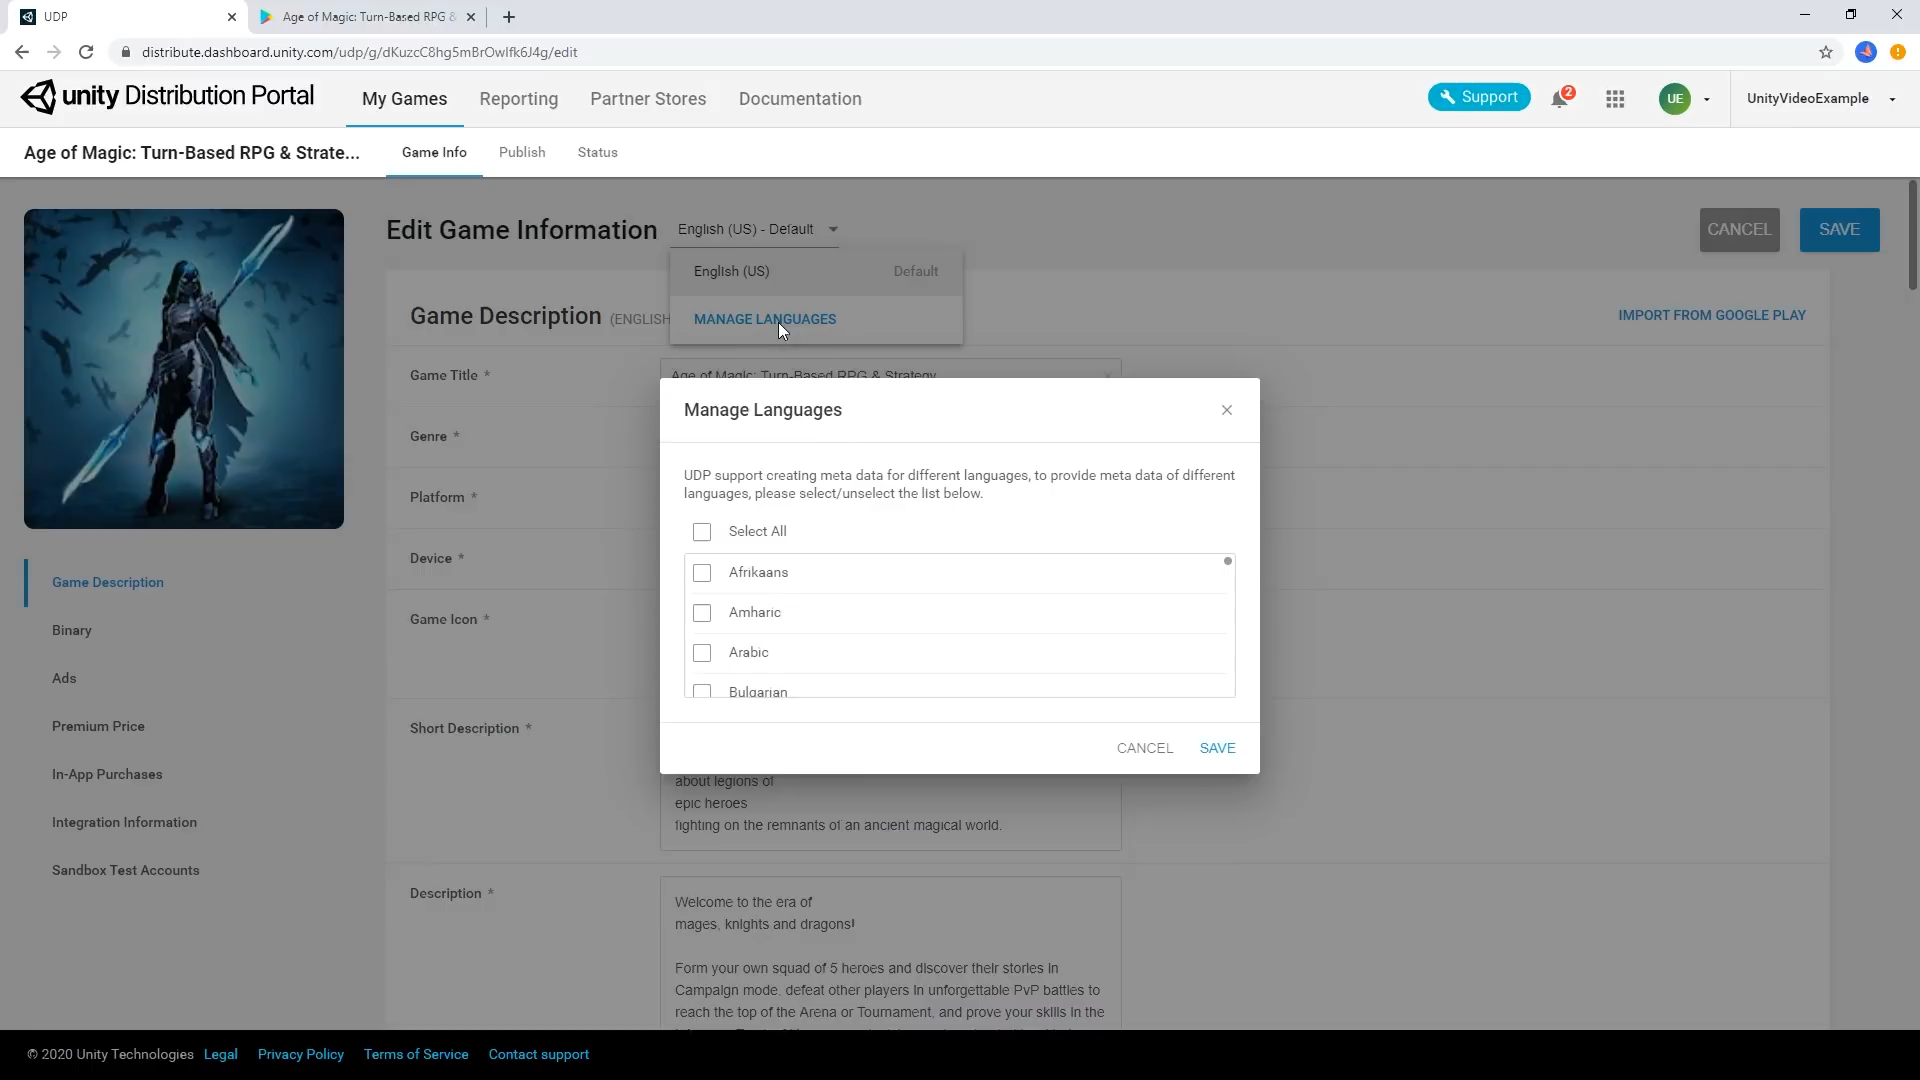 UDP
Age of Magic: Turn-Based RPG &
distribute.dashboard.unity.com/udp/g/dKuzcC8hg5mBrOwIfk6J4g/edit
unity Distribution Portal
My Games
Reporting
Partner Stores
Documentation
Support
2
UE
UnityVideoExample
Age of Magic: Turn-Based RPG & Strate...
Game Info
Publish
Status
Edit Game Information
English (US) - Default
CANCEL
SAVE
English (US)
Default
MANAGE LANGUAGES
Game Description (ENGLISH
IMPORT FROM GOOGLE PLAY
Game Title *
Age of Magic: Turn-Based RPG & Strategy
Genre *
Platform *
Device *
Game Icon *
Short Description *
Manage Languages
UDP support creating meta data for different languages, to provide meta data of different
languages, please select/unselect the list below.
Select All
Afrikaans
Amharic
Arabic
Bulgarian
CANCEL
SAVE
about legions of
epic heroes
fighting on the remnants of an ancient magical world.
Description *
Welcome to the era of
mages, knights and dragons!
Form your own squad of 5 heroes and discover their stories in
Campaign mode, defeat other players in unforgettable PvP battles to
reach the top of the Arena or Tournament, and prove your skills in the
Game Description
Binary
Ads
Premium Price
In-App Purchases
Integration Information
Sandbox Test Accounts
© 2020 Unity Technologies
Legal
Privacy Policy
Terms of Service
Contact support